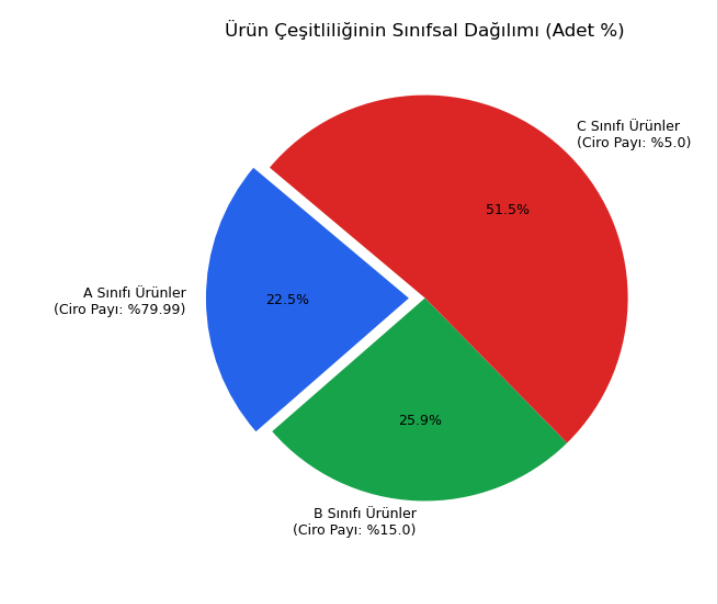 Ürün Çeşitliliğinin Sınıfsal Dağılımı (Adet %)
C Sınıfı Ürünler
(Ciro Payı: %5.0)
51.5%
A Sınıfı Ürünler
(Ciro Payı: %79.99)
22.5%
25.9%
B Sınıfı Ürünler
(Ciro Payı: %15.0)